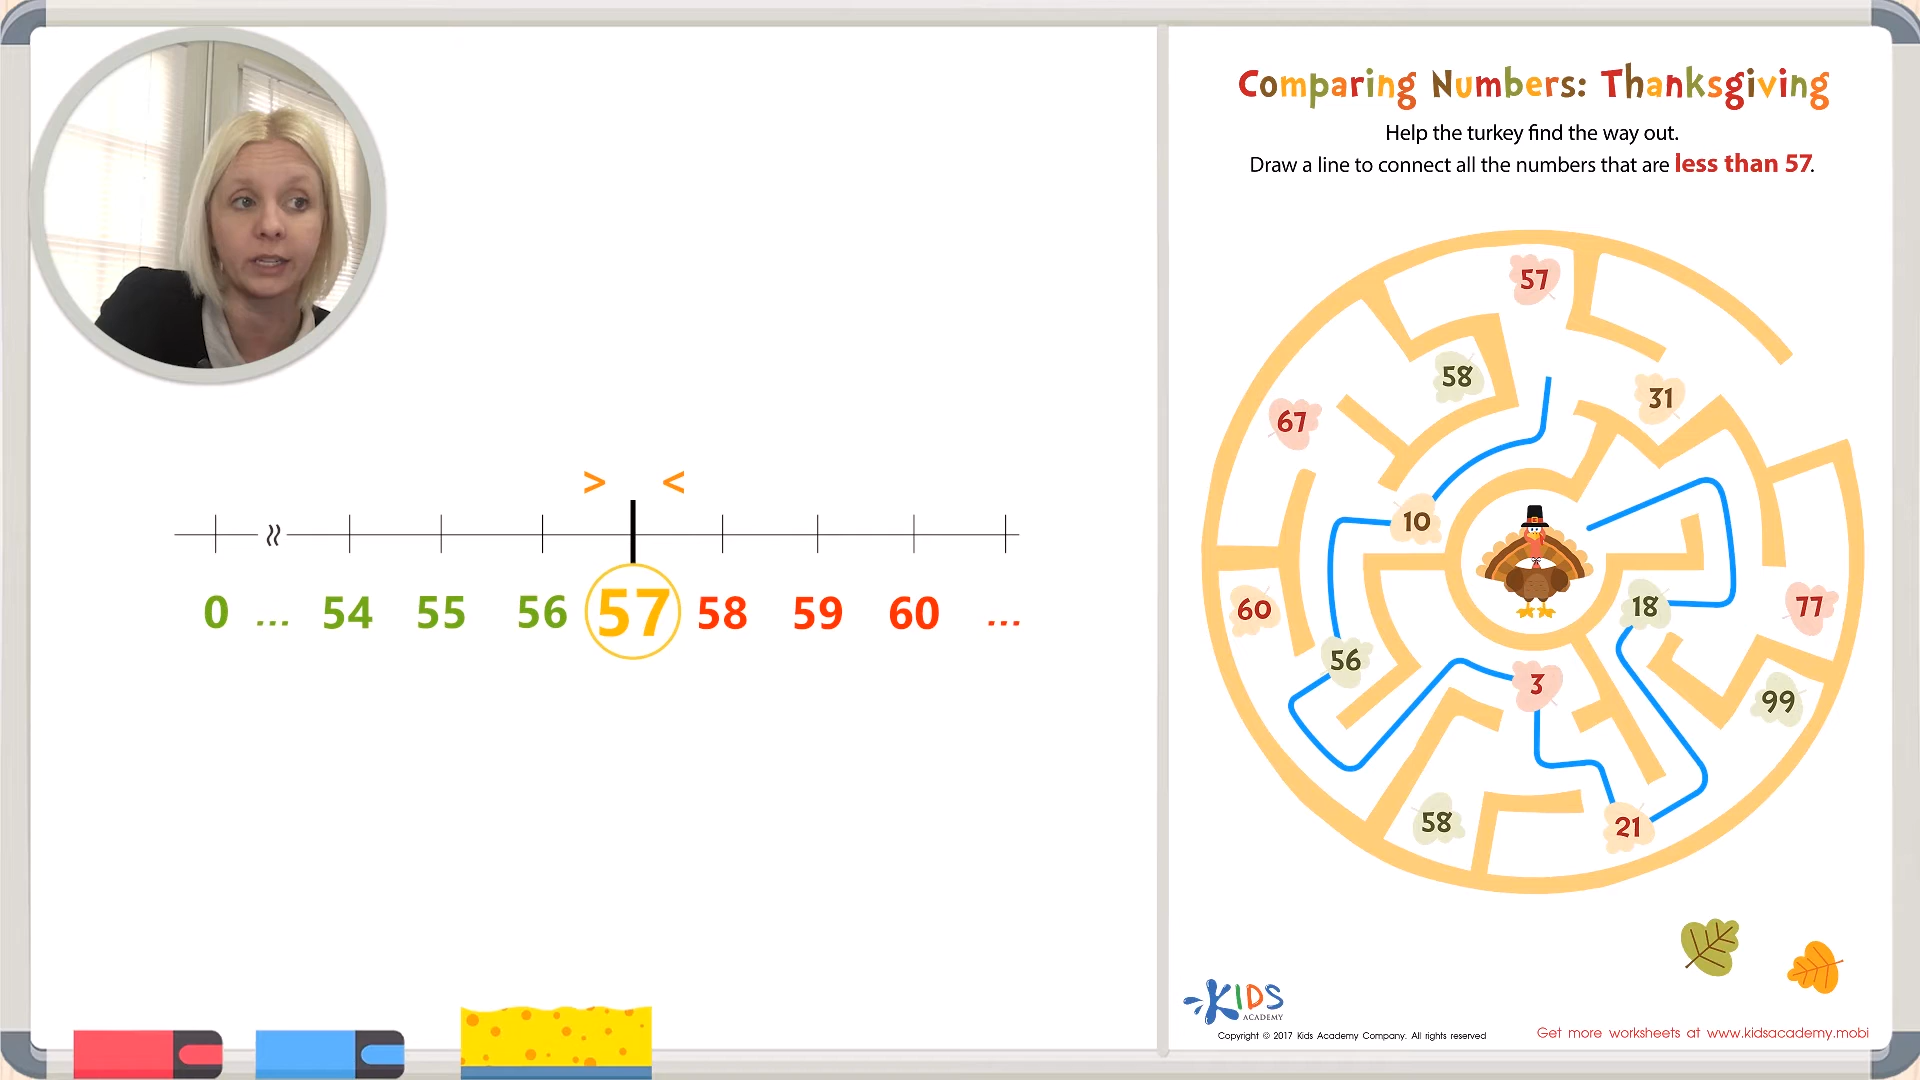 Comparing Numbers: Thanksgiving
Help the turkey find the way out.
Draw a line to connect all the numbers that are less than 57.
57
58
31
67
10
60
18
77
56
3
99
58
21
> <
0 ... 54 55 56 57 58 59 60 ...
KIDS
ACADEMY
Copyright © 2017 Kids Academy Company. All rights reserved
Get more worksheets at www.kidsacademy.mobi